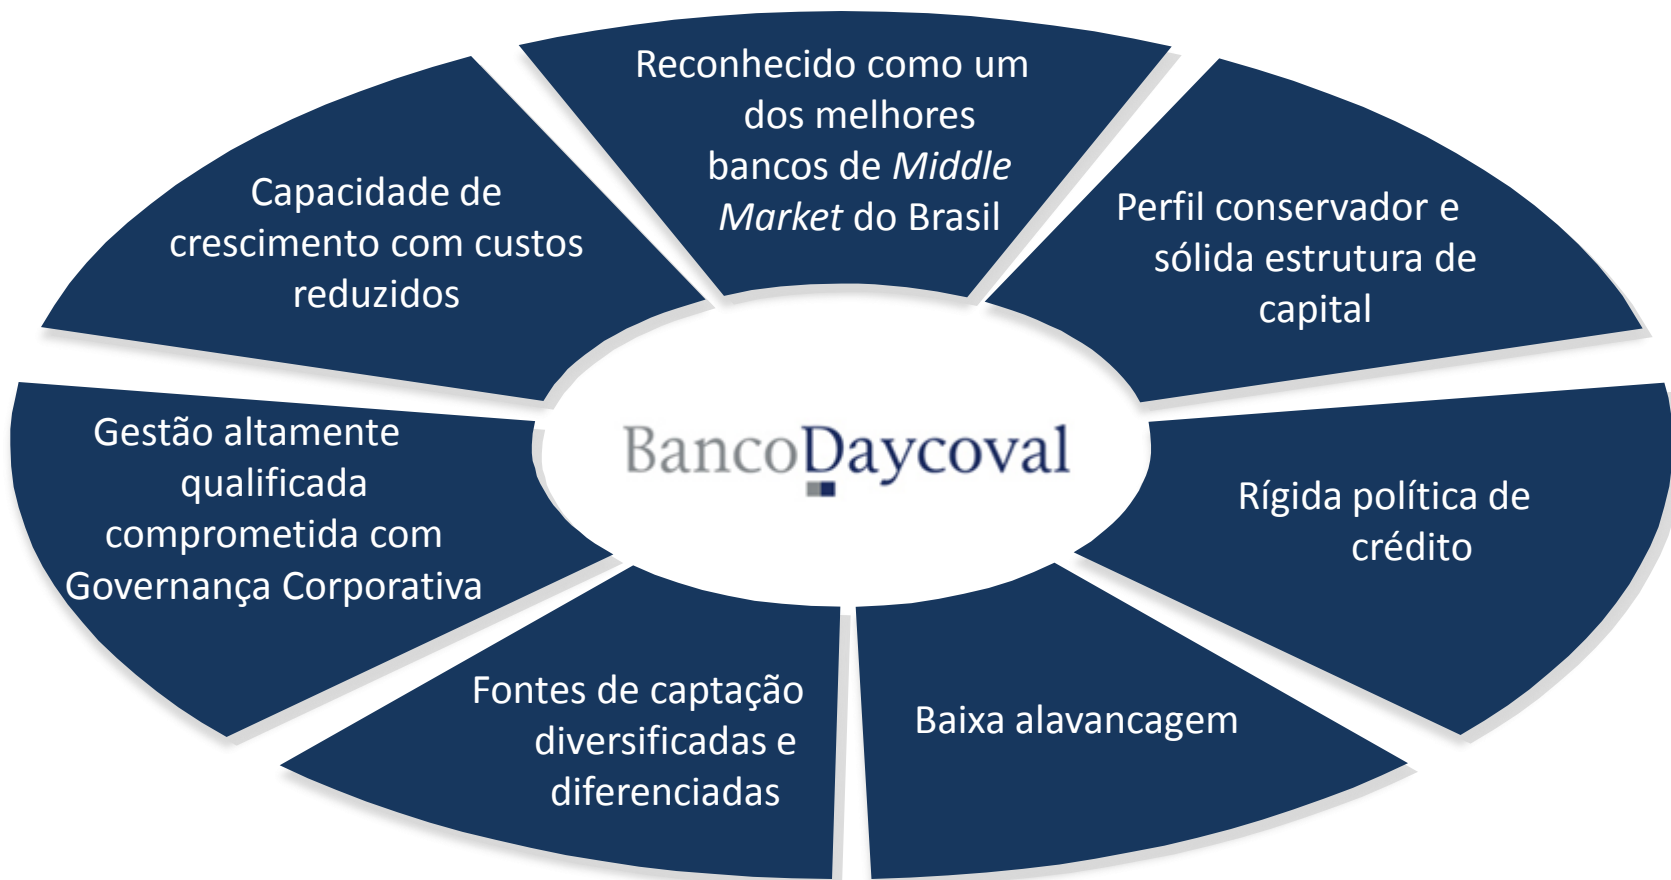 Reconhecido como um
dos melhores
bancos de Middle
Market do Brasil
Perfil conservador e
sólida estrutura de
capital
Rígida política de
crédito
Baixa alavancagem
Fontes de captação
diversificadas e
diferenciadas
Gestão altamente
qualificada
comprometida com
Governança Corporativa
Capacidade de
crescimento com custos
reduzidos
BancoDaycoval